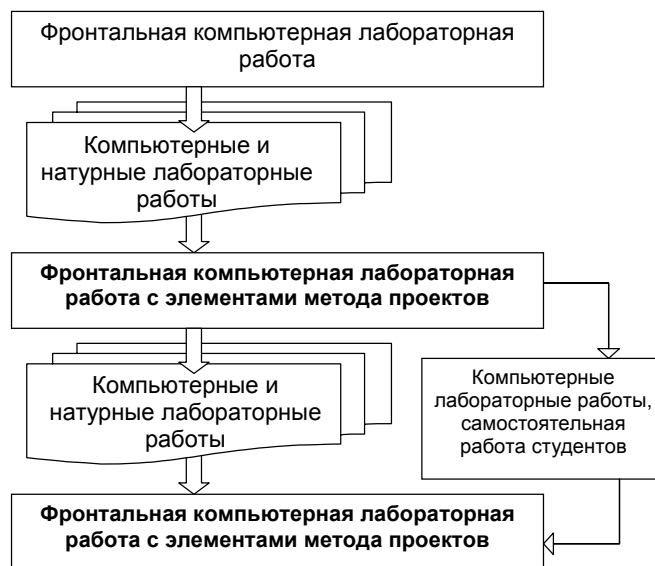 Фронтальная компьютерная лабораторная
работа
Компьютерные и
натурные лабораторные
работы
Фронтальная компьютерная лабораторная
работа с элементами метода проектов
Компьютерные и
натурные лабораторные
работы
Компьютерные
лабораторные работы,
самостоятельная
работа студентов
Фронтальная компьютерная лабораторная
работа с элементами метода проектов